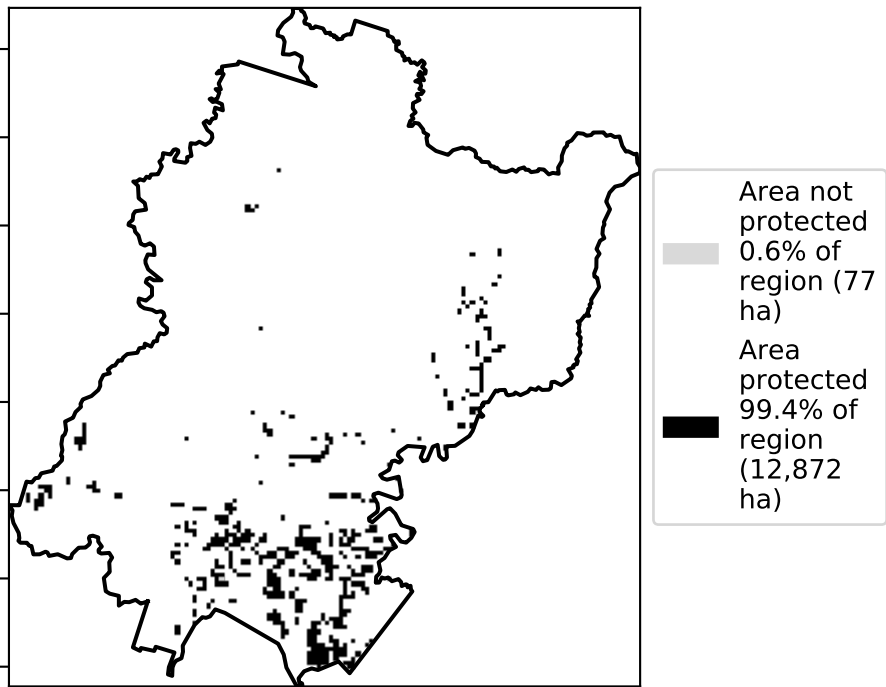 Area not
protected
0.6% of
region (77
ha)
Area
protected
99.4% of
region
(12,872
ha)